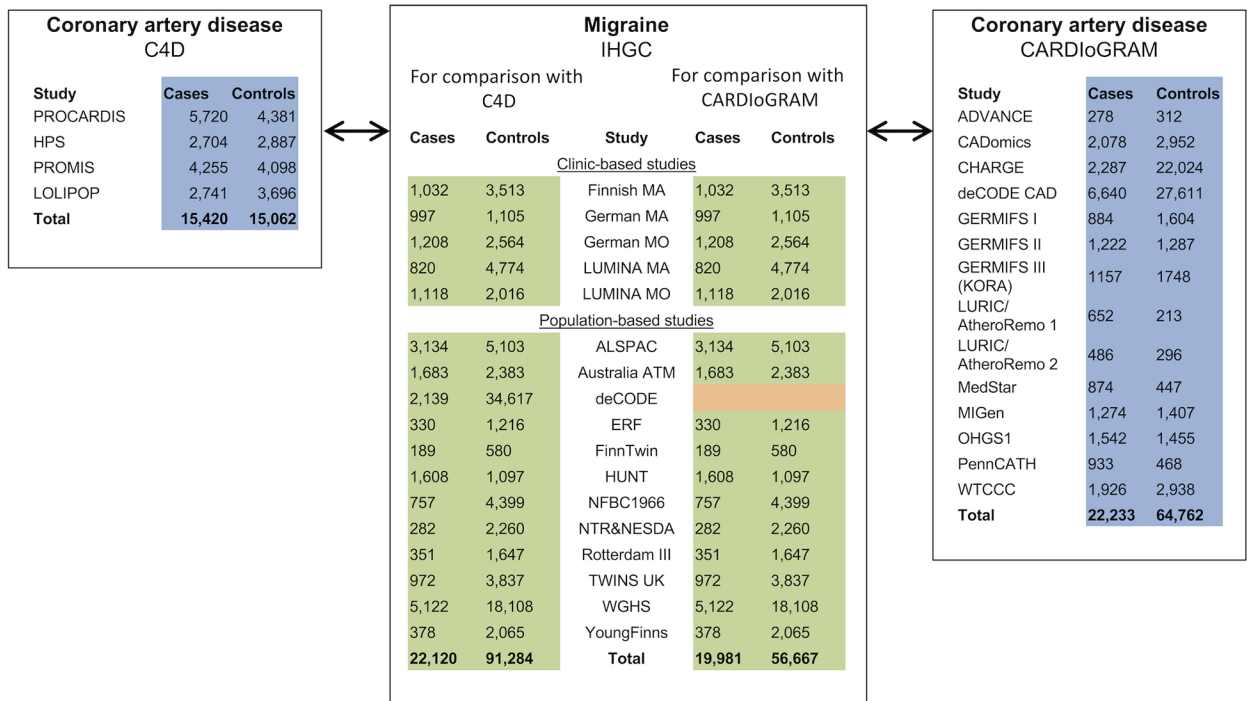 Coronary artery disease
C4D
Study Cases Controls
PROCARDIS 5,720 4,381
HPS 2,704 2,887
PROMIS 4,255 4,098
LOLIPOP 2,741 3,696
Total 15,420 15,062
Migraine
IHGC
For comparison with
C4D
For comparison with
CARDIoGRAM
Cases Controls Study Cases Controls
Clinic-based studies
1,032 3,513 Finnish MA 1,032 3,513
997 1,105 German MA 997 1,105
1,208 2,564 German MO 1,208 2,564
820 4,774 LUMINA MA 820 4,774
1,118 2,016 LUMINA MO 1,118 2,016
Population-based studies
3,134 5,103 ALSPAC 3,134 5,103
1,683 2,383 Australia ATM 1,683 2,383
2,139 34,617 deCODE
330 1,216 ERF 330 1,216
189 580 FinnTwin 189 580
1,608 1,097 HUNT 1,608 1,097
757 4,399 NFBC1966 757 4,399
282 2,260 NTR&NESDA 282 2,260
351 1,647 Rotterdam III 351 1,647
972 3,837 TWINS UK 972 3,837
5,122 18,108 WGHS 5,122 18,108
378 2,065 YoungFinns 378 2,065
22,120 91,284 Total 19,981 56,667
Coronary artery disease
CARDIoGRAM
Study Cases Controls
ADVANCE 278 312
CADomics 2,078 2,952
CHARGE 2,287 22,024
deCODE CAD 6,640 27,611
GERMIFS I 884 1,604
GERMIFS II 1,222 1,287
GERMIFS III
(KORA) 1157 1748
LURIC/
AtheroRemo 1 652 213
LURIC/
AtheroRemo 2 486 296
MedStar 874 447
MIGen 1,274 1,407
OHGS1 1,542 1,455
PennCATH 933 468
WTCCC 1,926 2,938
Total 22,233 64,762